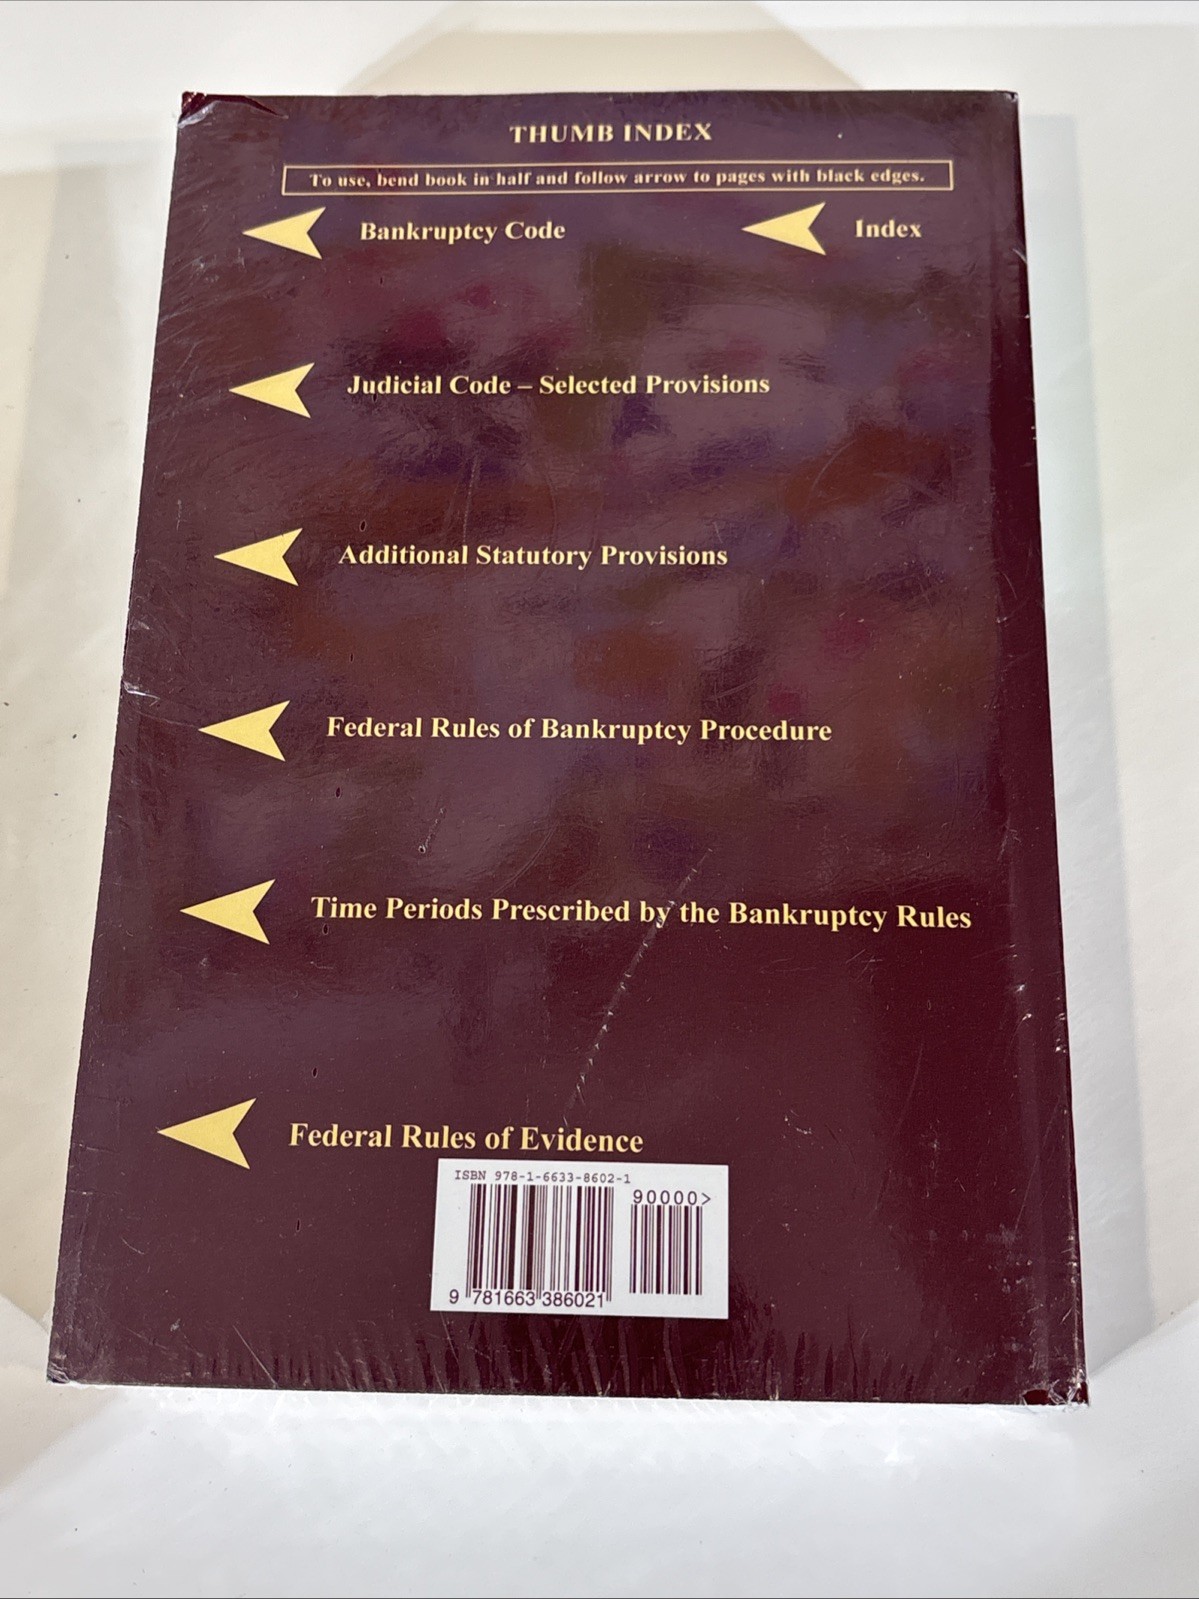 THUMB INDEX
To use, bend book in half and follow arrow to pages with black edges.
Bankruptcy Code
Index
Judicial Code – Selected Provisions
Additional Statutory Provisions
Federal Rules of Bankruptcy Procedure
Time Periods Prescribed by the Bankruptcy Rules
Federal Rules of Evidence
ISBN 978-1-6633-8602-1
90000>
9 781663 386021